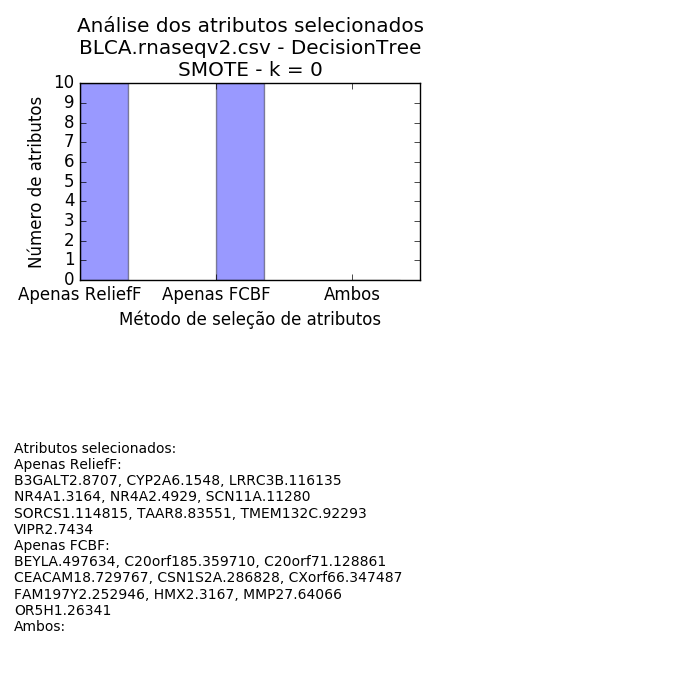 Análise dos atributos selecionados
BLCA.rnaseqv2.csv - DecisionTree
SMOTE - k = 0
10
9
8
7
6
5
4
3
2
1
0
Número de atributos
Apenas ReliefF Apenas FCBF Ambos
Método de seleção de atributos
Atributos selecionados:
Apenas ReliefF:
B3GALT2.8707, CYP2A6.1548, LRRC3B.116135
NR4A1.3164, NR4A2.4929, SCN11A.11280
SORCS1.114815, TAAR8.83551, TMEM132C.92293
VIPR2.7434
Apenas FCBF:
BEYLA.497634, C20orf185.359710, C20orf71.128861
CEACAM18.729767, CSN1S2A.286828, CXorf66.347487
FAM197Y2.252946, HMX2.3167, MMP27.64066
OR5H1.26341
Ambos: